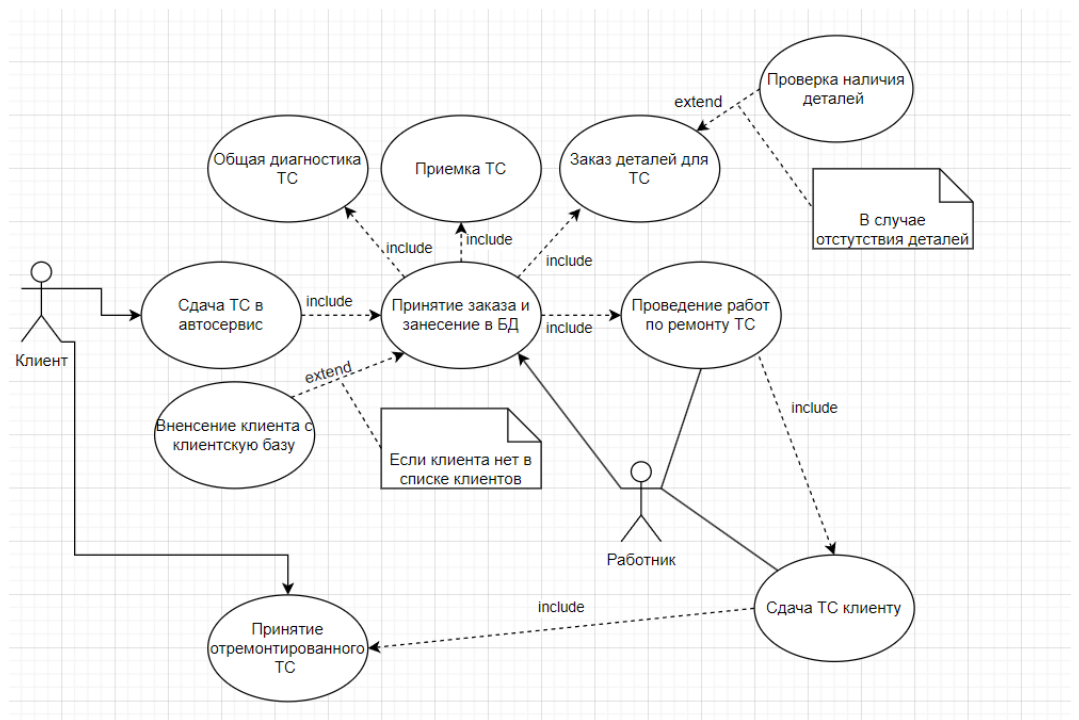 Проверка наличия
деталей
extend
Общая диагностика
ТС
Приемка ТС
Заказ деталей для
ТС
В случае
отстутствия деталей
include
include
include
Сдача ТС в
автосервис
include
Принятие заказа и
занесение в БД
include
Проведение работ
по ремонту ТС
Клиент
extend
Вненсение клиента с
клиентскую базу
include
Если клиента нет в
списке клиентов
Работник
include
Сдача ТС клиенту
Принятие
отремонтированного
ТС